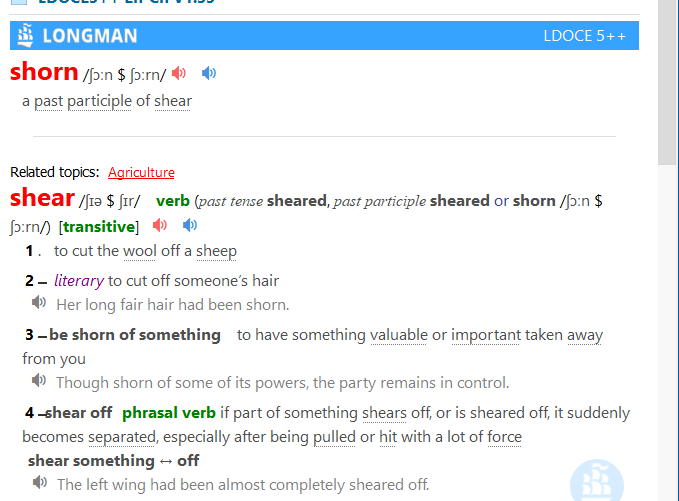 LONGMAN LDOCE 5++
shorn /ʃɔːn $ ʃɔːrn/
a past participle of shear
Related topics: Agriculture
shear /ʃɪə $ ʃɪr/ verb (past tense sheared, past participle sheared or shorn /ʃɔːn $
ʃɔːrn/) [transitive]
1 . to cut the wool off a sheep
2 – literary to cut off someone’s hair
Her long fair hair had been shorn.
3 – be shorn of something to have something valuable or important taken away
from you
Though shorn of some of its powers, the party remains in control.
4 –shear off phrasal verb if part of something shears off, or is sheared off, it suddenly
becomes separated, especially after being pulled or hit with a lot of force
shear something ↔ off
The left wing had been almost completely sheared off.